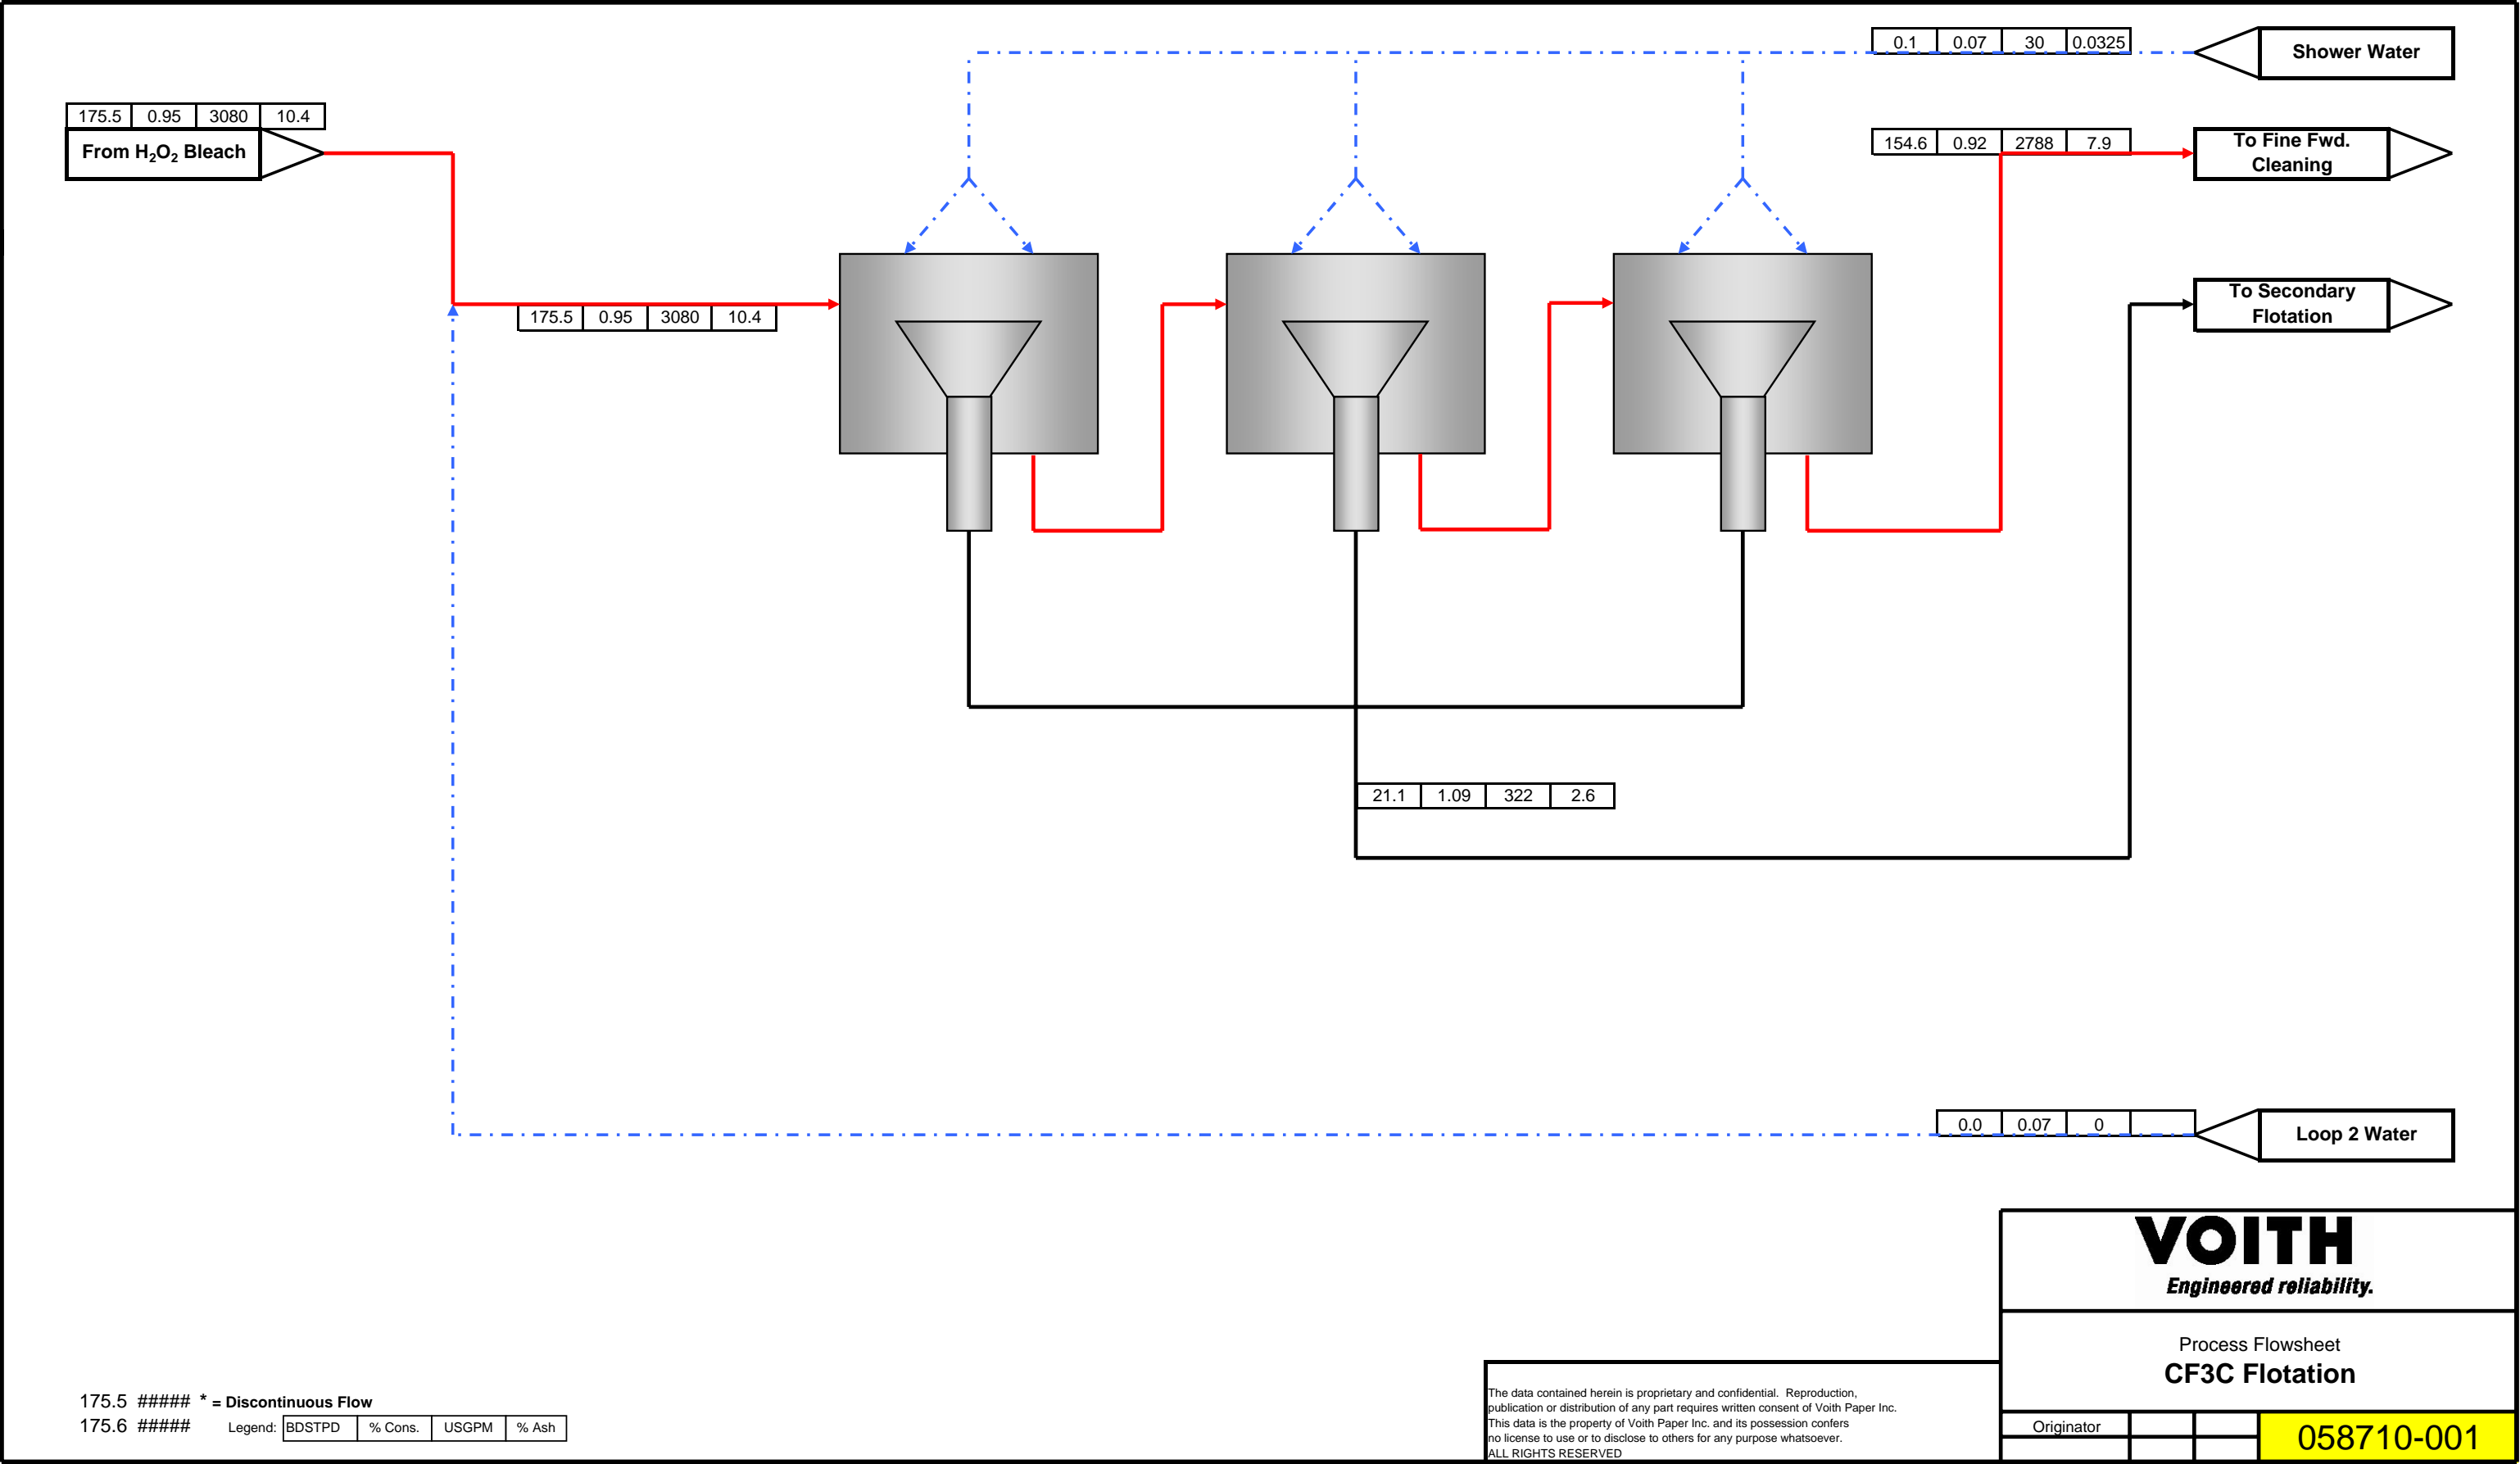 0.1 0.07 30 0.0325
Shower Water
175.5 0.95 3080 10.4
From H₂O₂ Bleach
154.6 0.92 2788 7.9
To Fine Fwd.
Cleaning
To Secondary
Flotation
175.5 0.95 3080 10.4
21.1 1.09 322 2.6
0.0 0.07 0
Loop 2 Water
VOITH
Engineered reliability.
Process Flowsheet
CF3C Flotation
Originator
058710-001
The data contained herein is proprietary and confidential. Reproduction,
publication or distribution of any part requires written consent of Voith Paper Inc.
This data is the property of Voith Paper Inc. and its possession confers
no license to use or to disclose to others for any purpose whatsoever.
ALL RIGHTS RESERVED
175.5 ##### * = Discontinuous Flow
175.6 ##### Legend: BDSTPD % Cons. USGPM % Ash